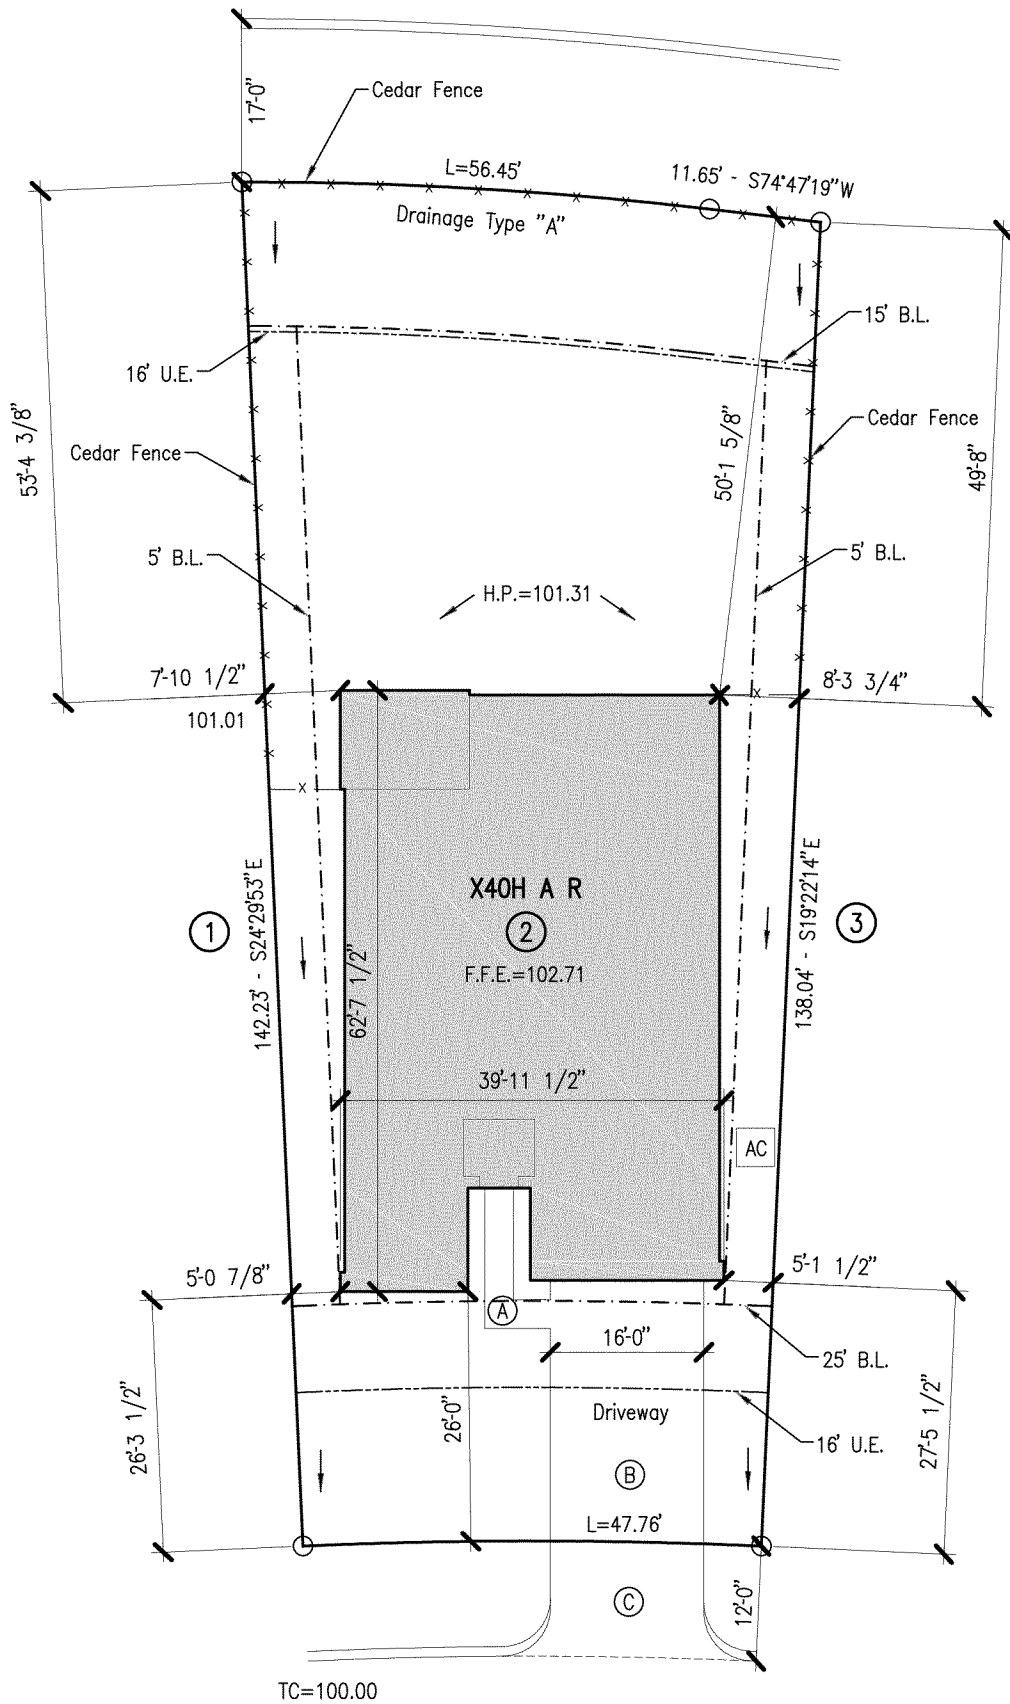 17'-0"
Cedar Fence
L=56.45'
11.65' - S74°47'19"W
Drainage Type "A"
15' B.L.
16' U.E.
53'-4 3/8"
Cedar Fence
Cedar Fence
50'-1 5/8"
49'-8"
5' B.L.
5' B.L.
H.P.=101.31
7'-10 1/2"
8'-3 3/4"
101.01
142.23' - S24°29'53"E
138.04' - S19°22'14"E
X40H A R
1
2
3
F.F.E.=102.71
62'-7 1/2"
39'-11 1/2"
AC
5'-0 7/8"
5'-1 1/2"
A
16'-0"
25' B.L.
26'-3 1/2"
26'-0"
Driveway
16' U.E.
27'-5 1/2"
B
L=47.76'
C
12'-0"
TC=100.00